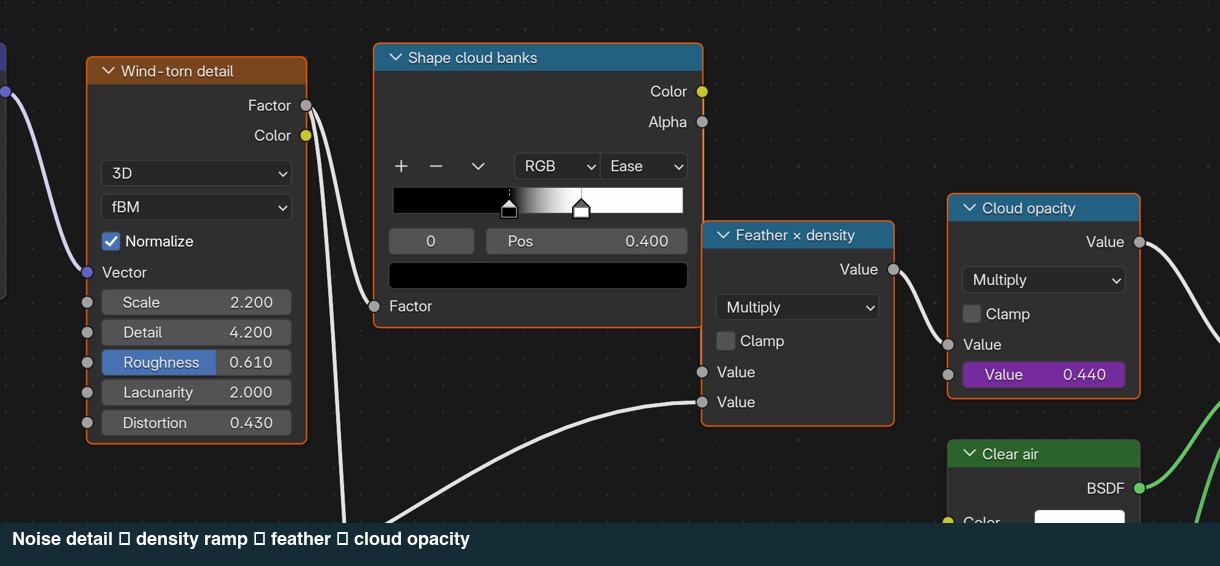 Wind-torn detail
Factor
Color
3D
fBM
Normalize
Vector
Scale 2.200
Detail 4.200
Roughness 0.610
Lacunarity 2.000
Distortion 0.430
Shape cloud banks
Color
Alpha
RGB Ease
0 Pos 0.400
Factor
Feather × density
Value
Multiply
Clamp
Value
Value
Cloud opacity
Value
Multiply
Clamp
Value
Value 0.440
Clear air
BSDF
Color
Noise detail □ density ramp □ feather □ cloud opacity